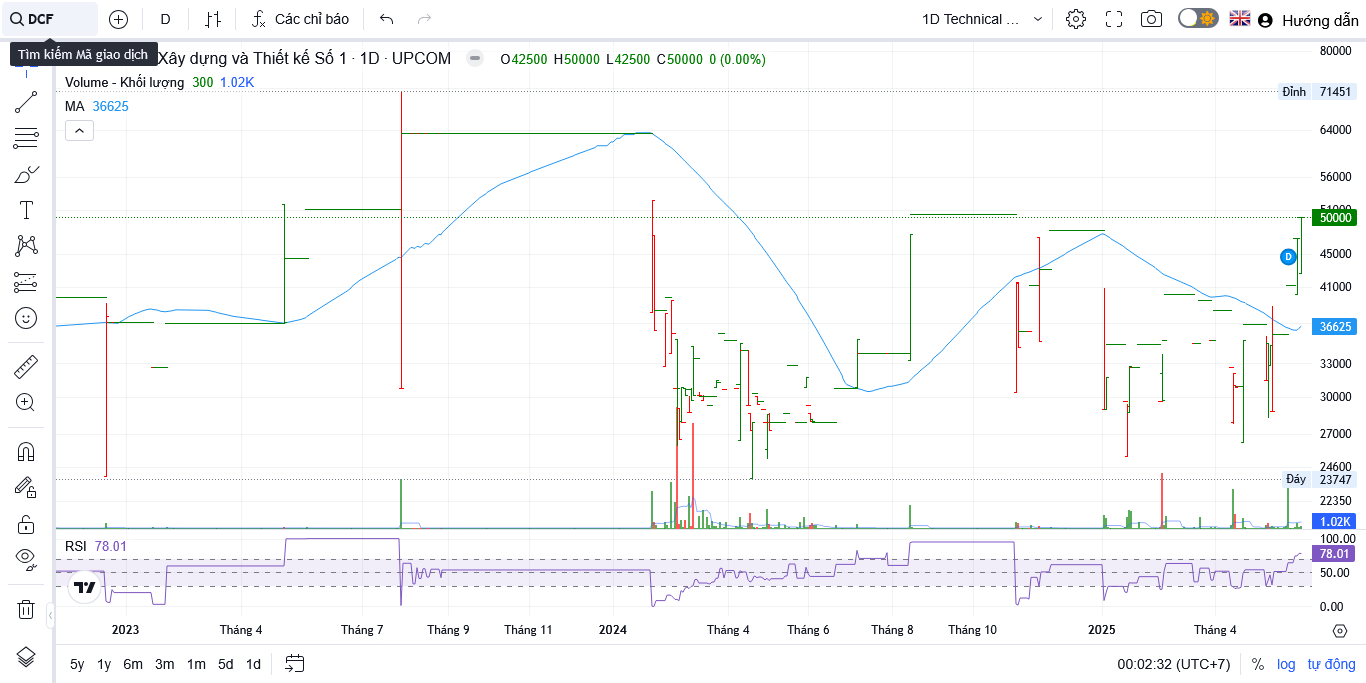 DCF
D
Các chỉ báo
1D Technical ...
Hướng dẫn
Tìm kiếm Mã giao dịch
Xây dựng và Thiết kế Số 1 · 1D · UPCOM
O42500 H50000 L42500 C50000 0 (0.00%)
Volume - Khối lượng 300 1.02K
MA 36625
80000
Đỉnh 71451
64000
56000
51000
50000
D
45000
41000
36625
33000
30000
27000
24600
Đáy 23747
22350
1.02K
RSI 78.01
100.00
78.01
50.00
0.00
2023 Tháng 4 Tháng 7 Tháng 9 Tháng 11 2024 Tháng 4 Tháng 6 Tháng 8 Tháng 10 2025 Tháng 4
5y 1y 6m 3m 1m 5d 1d
00:02:32 (UTC+7) % log tự động